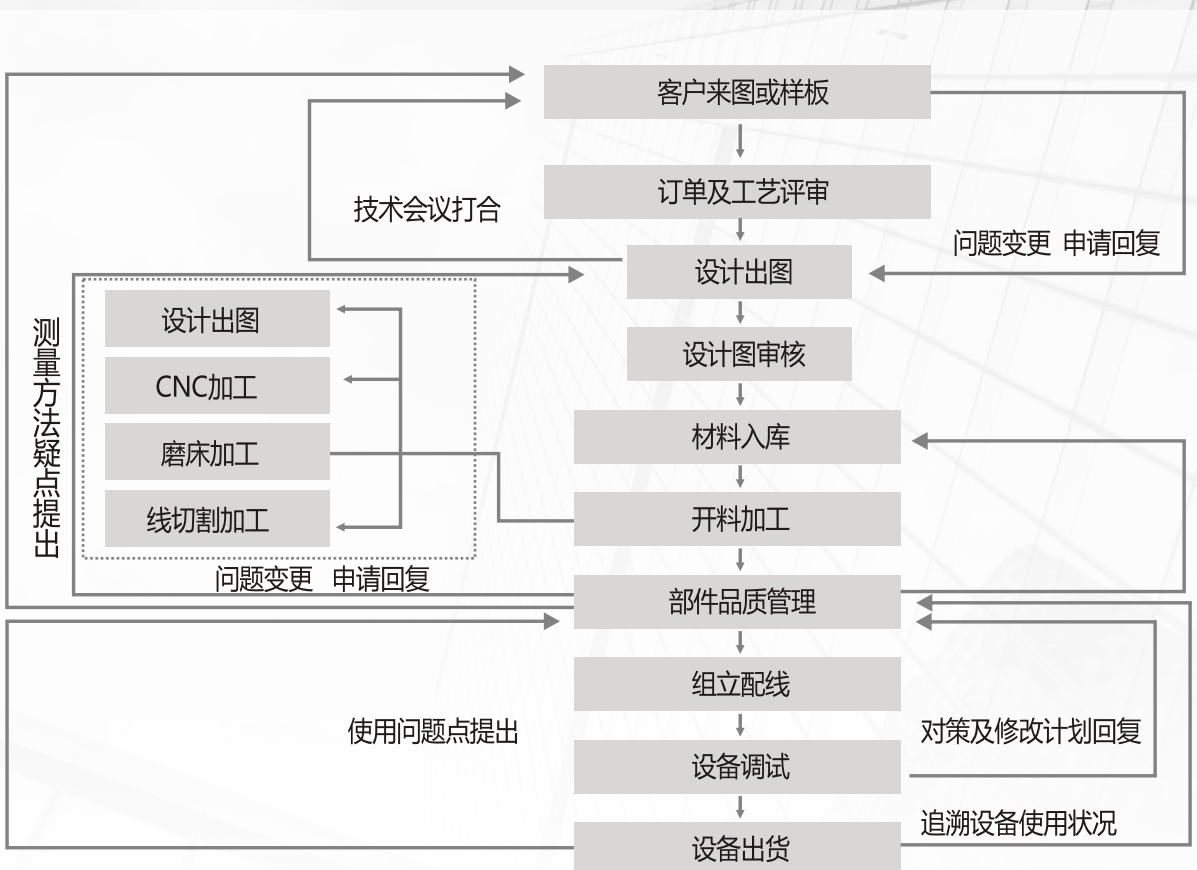 客户来图或样板
订单及工艺评审
技术会议打合
问题变更 申请回复
设计出图
设计出图
设计图审核
CNC加工
材料入库
磨床加工
线切割加工
开料加工
测量方法疑点提出
问题变更 申请回复
部件品质管理
组立配线
使用问题点提出
对策及修改计划回复
设备调试
追溯设备使用状况
设备出货